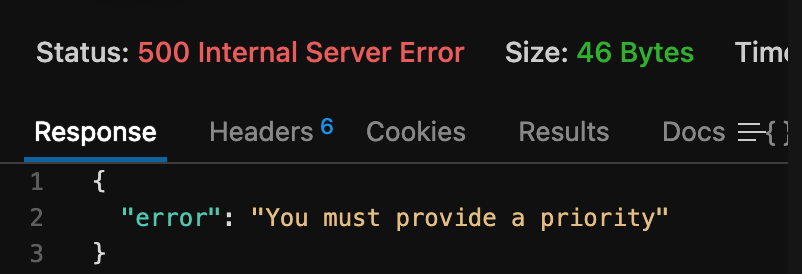 Status: 500 Internal Server Error Size: 46 Bytes
Response Headers 6 Cookies Results Docs {}
1 {
2 "error": "You must provide a priority"
3 }